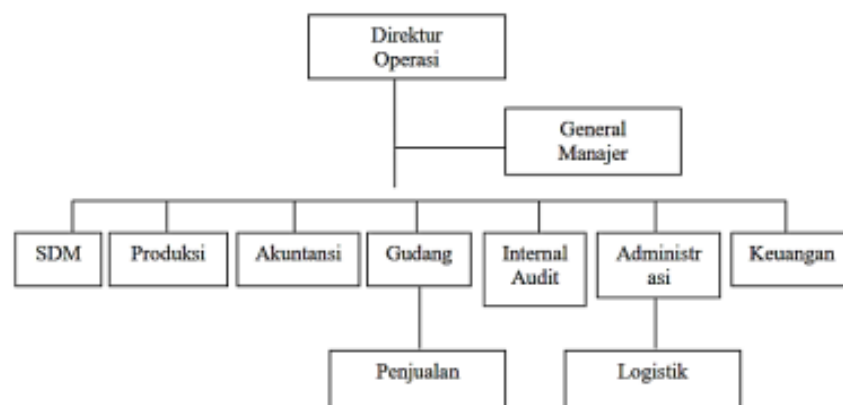 Direktur
Operasi
General
Manajer
SDM
Produksi
Akuntansi
Gudang
Internal
Audit
Administr
asi
Keuangan
Penjualan
Logistik